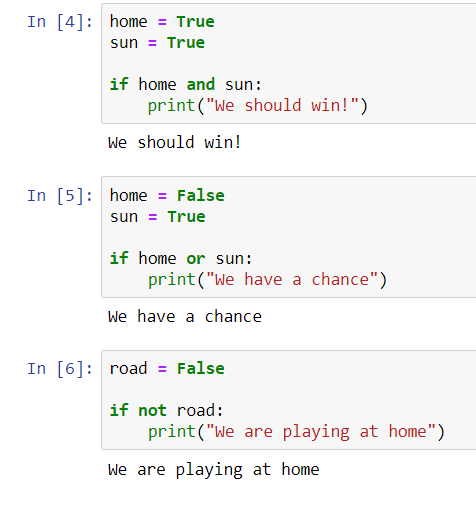 In [4]: home = True
sun = True
if home and sun:
    print("We should win!")
We should win!
In [5]: home = False
sun = True
if home or sun:
    print("We have a chance")
We have a chance
In [6]: road = False
if not road:
    print("We are playing at home")
We are playing at home